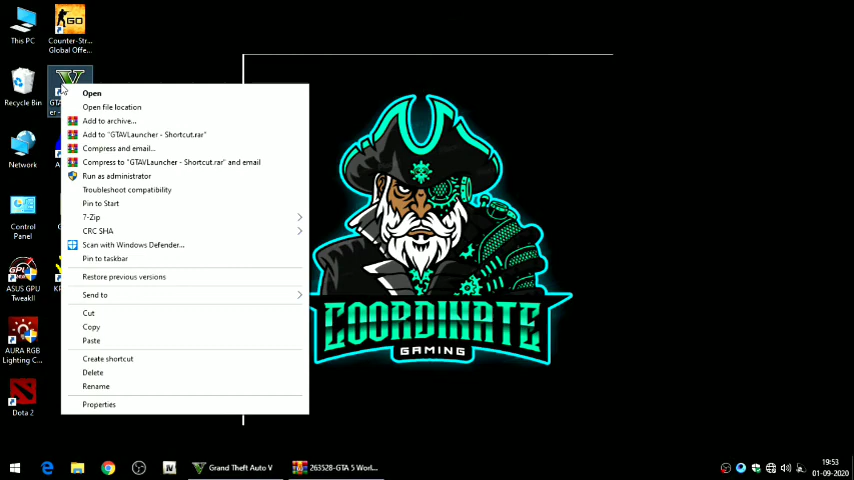 This PC
Counter-Str...
Global Offe...
GO
Recycle Bin
Network
Control
Panel
ASUS GPU
TweakII
AURA RGB
Lighting C...
Dota 2
Open
Open file location
Add to archive...
Add to "GTAVLauncher - Shortcut.rar"
Compress and email...
Compress to "GTAVLauncher - Shortcut.rar" and email
Run as administrator
Troubleshoot compatibility
Pin to Start
7-Zip
CRC SHA
Scan with Windows Defender...
Pin to taskbar
Restore previous versions
Send to
Cut
Copy
Paste
Create shortcut
Delete
Rename
Properties
COORDINATE
GAMING
IV
Grand Theft Auto V
263528-GTA 5 Worl...
19:53
01-09-2020